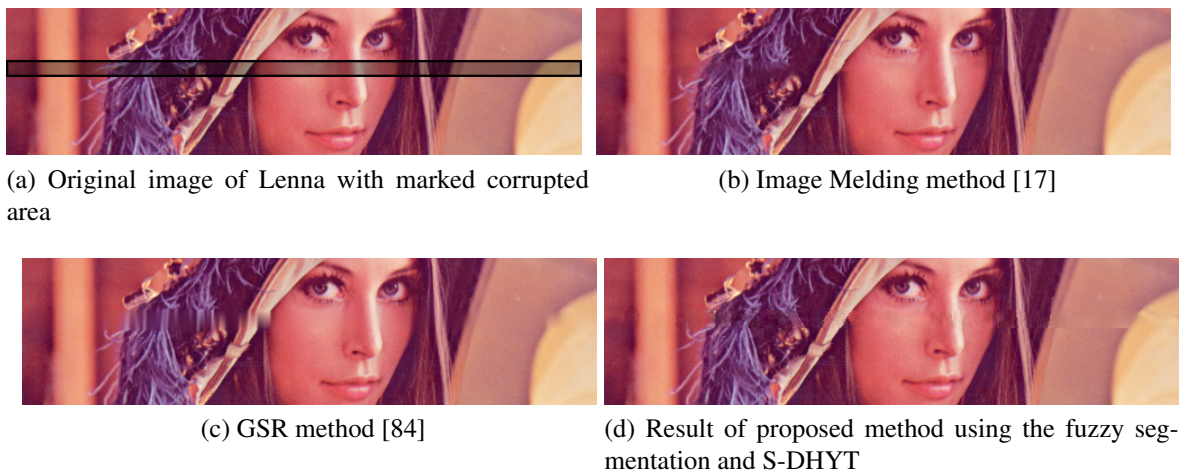 (a) Original image of Lenna with marked corrupted
area
(b) Image Melding method [17]
(c) GSR method [84]
(d) Result of proposed method using the fuzzy seg-
mentation and S-DHYT